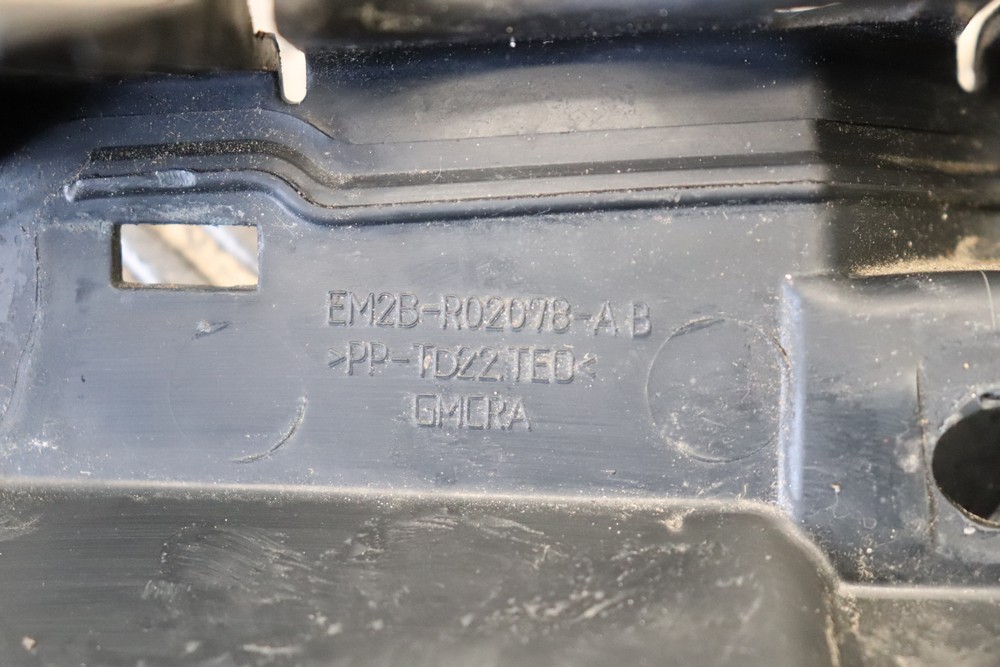 EM2B-R02078-A B
>PP-TD22.TEO<
GMCRA